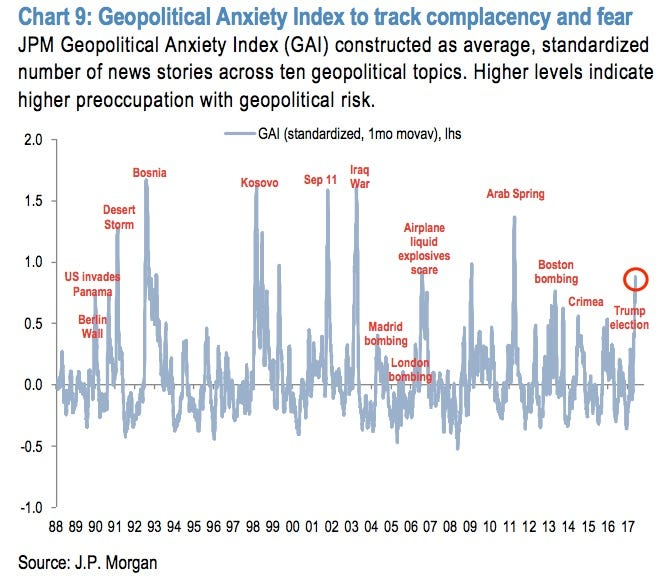 Chart 9: Geopolitical Anxiety Index to track complacency and fear
JPM Geopolitical Anxiety Index (GAI) constructed as average, standardized
number of news stories across ten geopolitical topics. Higher levels indicate
higher preoccupation with geopolitical risk.
2.0
GAI (standardized, 1mo movav), lhs
1.5
1.0
0.5
0.0
-0.5
-1.0
US invades
Panama
Berlin
Wall
Desert
Storm
Bosnia
Kosovo
Sep 11
Iraq
War
Madrid
bombing
London
bombing
Airplane
liquid
explosives
scare
Arab Spring
Boston
bombing
Crimea
Trump
election
88 89 90 91 92 93 94 95 96 97 98 99 00 01 02 03 04 05 06 07 08 09 10 11 12 13 14 15 16 17
Source: J.P. Morgan